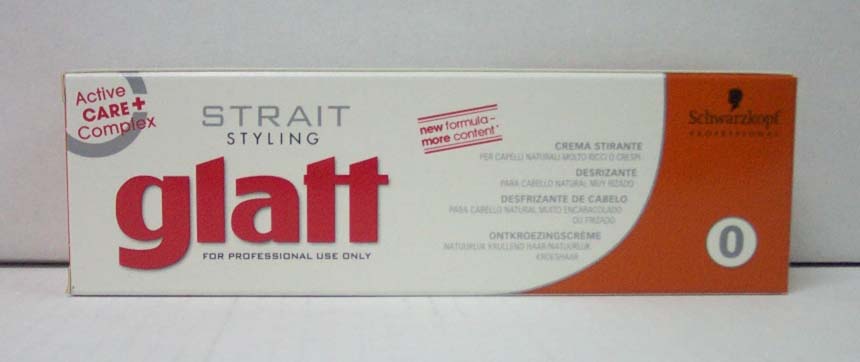 Active
CARE+
Complex
STRAIT
STYLING
glatt
FOR PROFESSIONAL USE ONLY
new formula-
more content*
CREMA STIRANTE
PER CAPELLI NATURALI MOLTO RICCI O CRESPI
DESRIZANTE
PARA CABELLO NATURAL MUY RIZADO
DESFRIZANTE DE CABELO
PARA CABELO NATURAL MUITO ENCARACOLADO
OU FRIZADO
ONTKROEZINGSCRÈME
NATUURLIJK KRULLEND HAAR/NATUURLIJK
KROESHAAR
Schwarzkopf
PROFESSIONAL
0